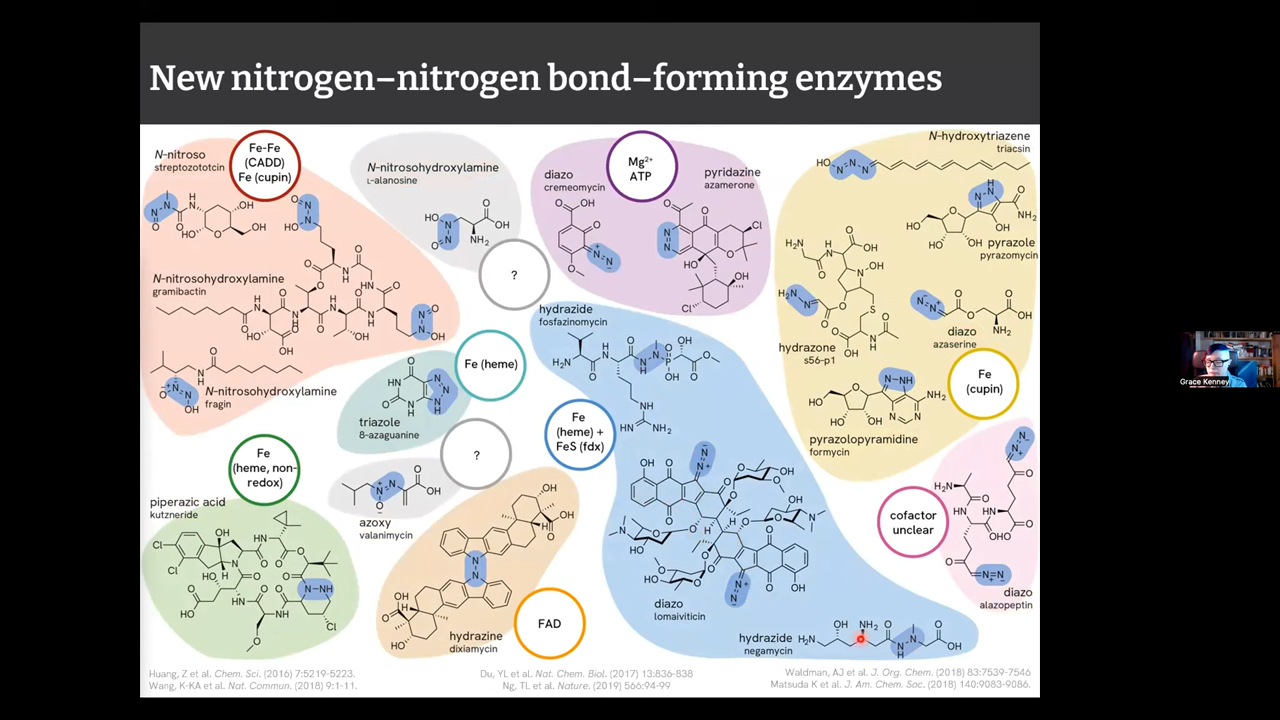 New nitrogen–nitrogen bond–forming enzymes
N–nitroso
streptozototcin
Fe-Fe
(CADD)
Fe (cupin)
N–nitrosohydroxylamine
L-alanosine
?
diazo
cremeomycin
Mg²⁺
ATP
pyridazine
azamerone
N-hydroxytriazene
triacsin
pyrazole
pyrazomycin
N-nitrosohydroxylamine
gramibactin
N-nitrosohydroxylamine
fragin
Fe (heme)
triazole
8-azaguanine
hydrazide
fosfazinomycin
Fe
(heme) +
FeS (fdx)
hydrazone
s56-p1
diazo
azaserine
Fe
(cupin)
pyrazolopyramidine
formycin
Fe
(heme, non-
redox)
piperazic acid
kutzneride
?
azoxy
valanimycin
hydrazine
dixiamycin
FAD
diazo
lomaiviticin
hydrazide
negamycin
cofactor
unclear
diazo
alazopeptin
Huang, Z et al. Chem. Sci. (2016) 7:5219-5223.
Wang, K-KA et al. Nat. Commun. (2018) 9:1-11.
Du, YL et al. Nat. Chem. Biol. (2017) 13:836-838
Ng, TL et al. Nature. (2019) 566:94-99
Waldman, AJ et al. J. Org. Chem. (2018) 83:7539-7546
Matsuda K et al. J. Am. Chem. Soc. (2018) 140:9083-9086.
Grace Kenney